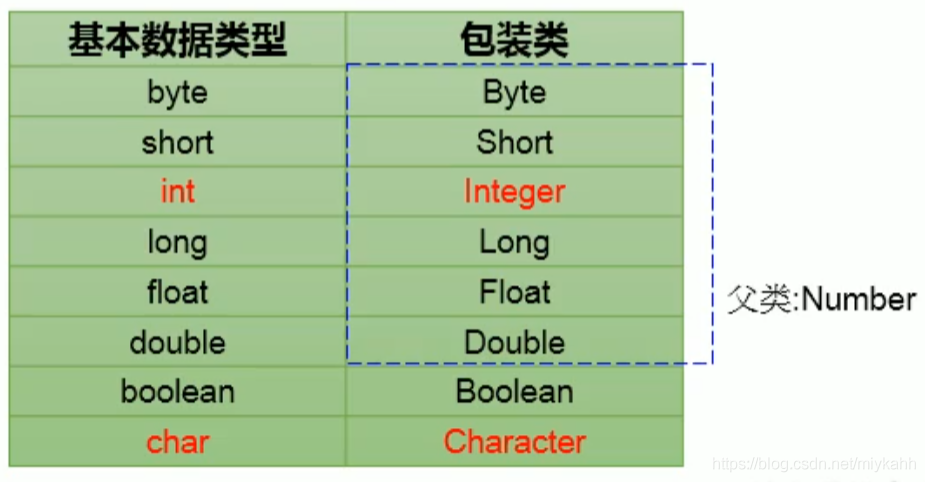 基本数据类型 包装类
byte Byte
short Short
int Integer
long Long
float Float
父类:Number
double Double
boolean Boolean
char Character
https://blog.csdn.net/miykahh